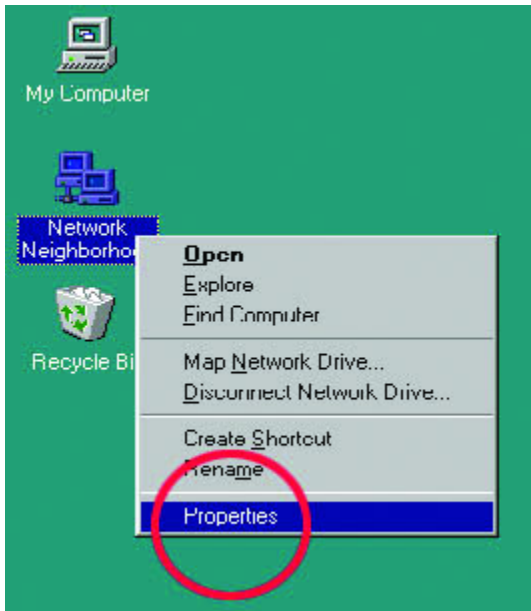 My Computer
Network
Neighborhoo
Recycle Bi
Open
Explore
Find Computer
Map Network Drive...
Disconnect Network Drive...
Create Shortcut
Rename
Properties